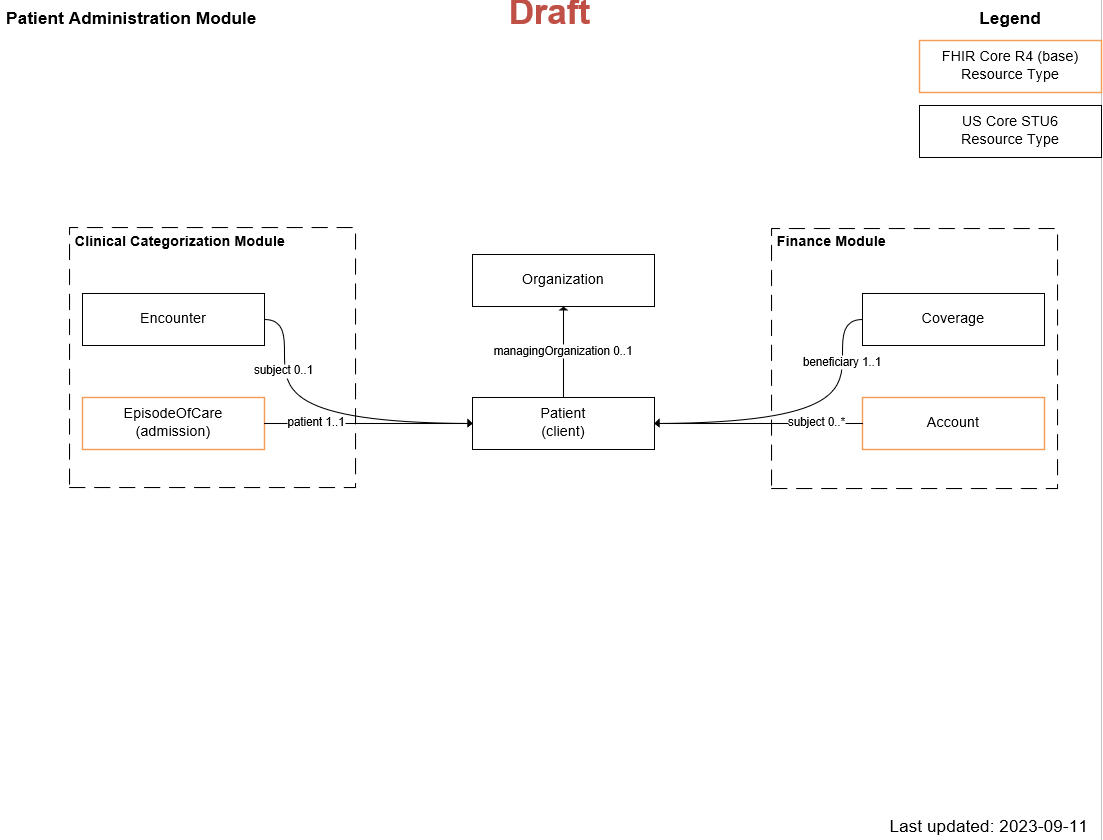 Patient Administration Module
Draft
Legend
FHIR Core R4 (base)
Resource Type
US Core STU6
Resource Type
Clinical Categorization Module
Encounter
subject 0..1
EpisodeOfCare
(admission)
patient 1..1
Organization
managingOrganization 0..1
Patient
(client)
Finance Module
Coverage
beneficiary 1..1
subject 0..*
Account
Last updated: 2023-09-11